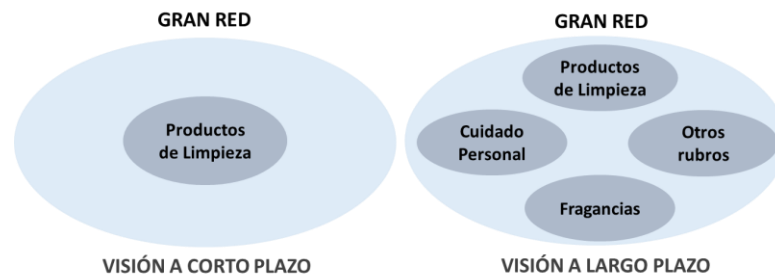 GRAN RED
Productos
de Limpieza
VISIÓN A CORTO PLAZO
GRAN RED
Productos
de Limpieza
Cuidado
Personal
Otros
rubros
Fragancias
VISIÓN A LARGO PLAZO